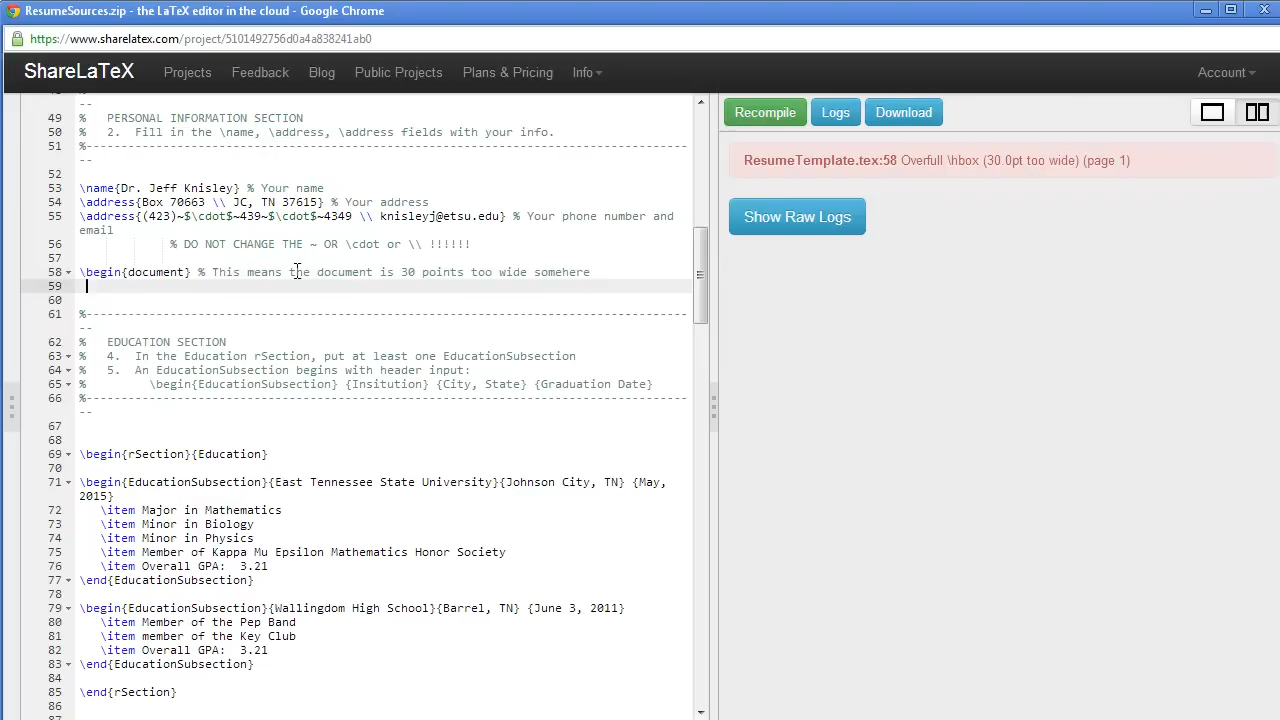 ResumeSources.zip - the LaTeX editor in the cloud - Google Chrome
https://www.sharelatex.com/project/5101492756d0a4a838241ab0
ShareLaTeX Projects Feedback Blog Public Projects Plans & Pricing Info Account
--
49 % PERSONAL INFORMATION SECTION
50 % 2. Fill in the \name, \address, \address fields with your info.
51 %--------------------------------------------------------------------------------------
--
52
53 \name{Dr. Jeff Knisley} % Your name
54 \address{Box 70663 \\ JC, TN 37615} % Your address
55 \address{(423)~$\cdot$~439~$\cdot$~4349 \\ knisleyj@etsu.edu} % Your phone number and
email
56 % DO NOT CHANGE THE ~ OR \cdot or \\ !!!!!!
57
58 \begin{document} % This means the document is 30 points too wide somehere
59
60
61 %--------------------------------------------------------------------------------------
--
62 % EDUCATION SECTION
63 % 4. In the Education rSection, put at least one EducationSubsection
64 % 5. An EducationSubsection begins with header input:
65 % \begin{EducationSubsection} {Insitution} {City, State} {Graduation Date}
66 %--------------------------------------------------------------------------------------
--
67
68
69 \begin{rSection}{Education}
70
71 \begin{EducationSubsection}{East Tennessee State University}{Johnson City, TN} {May,
2015}
72 \item Major in Mathematics
73 \item Minor in Biology
74 \item Minor in Physics
75 \item Member of Kappa Mu Epsilon Mathematics Honor Society
76 \item Overall GPA: 3.21
77 \end{EducationSubsection}
78
79 \begin{EducationSubsection}{Wallingdom High School}{Barrel, TN} {June 3, 2011}
80 \item Member of the Pep Band
81 \item member of the Key Club
82 \item Overall GPA: 3.21
83 \end{EducationSubsection}
84
85 \end{rSection}
86
Recompile Logs Download
ResumeTemplate.tex:58 Overfull \hbox (30.0pt too wide) (page 1)
Show Raw Logs